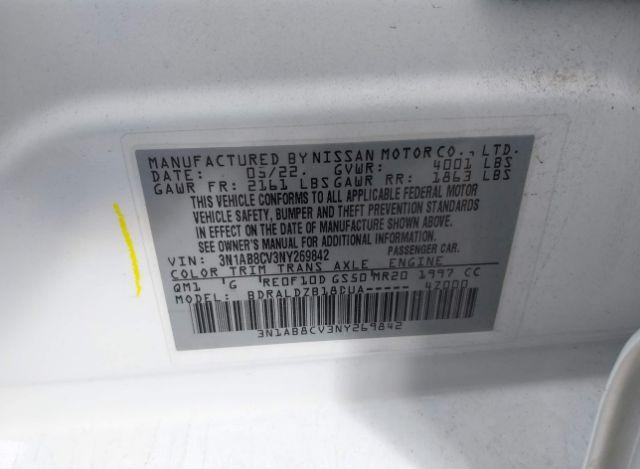 MANUFACTURED BY NISSAN MOTOR CO., LTD.
DATE: 05/22. GVWR: 4001 LBS
GAWR FR: 2161 LBS GAWR RR: 1863 LBS
THIS VEHICLE CONFORMS TO ALL APPLICABLE FEDERAL MOTOR
VEHICLE SAFETY, BUMPER AND THEFT PREVENTION STANDARDS
IN EFFECT ON THE DATE OF MANUFACTURE SHOWN ABOVE.
SEE OWNER'S MANUAL FOR ADDITIONAL INFORMATION.
VIN: 3N1AB8CV3NY269842 PASSENGER CAR.
COLOR TRIM TRANS AXLE ENGINE
QM1 'G 'RE0F10D GS50 MR20 1997 CC
MODEL: BDRALDZB18DUA----- 4Z000
3N1AB8CV3NY269842